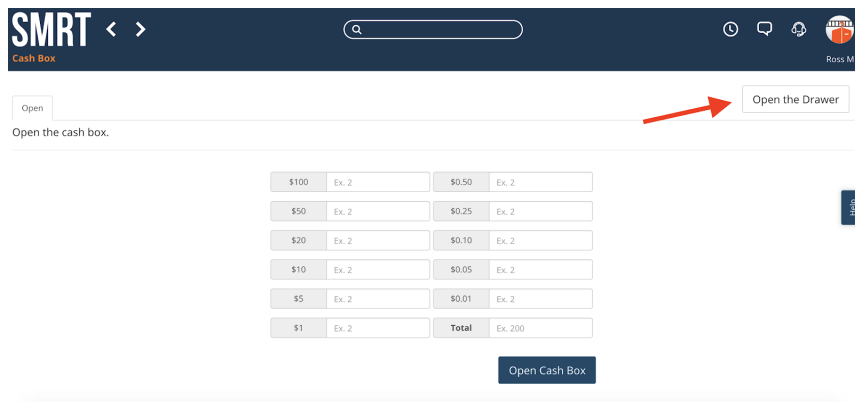 SMRT
Cash Box
Ross M
Open
Open the Drawer
Open the cash box.
$100 Ex. 2 $0.50 Ex. 2
$50 Ex. 2 $0.25 Ex. 2
$20 Ex. 2 $0.10 Ex. 2
$10 Ex. 2 $0.05 Ex. 2
$5 Ex. 2 $0.01 Ex. 2
$1 Ex. 2 Total Ex. 200
Open Cash Box
Help